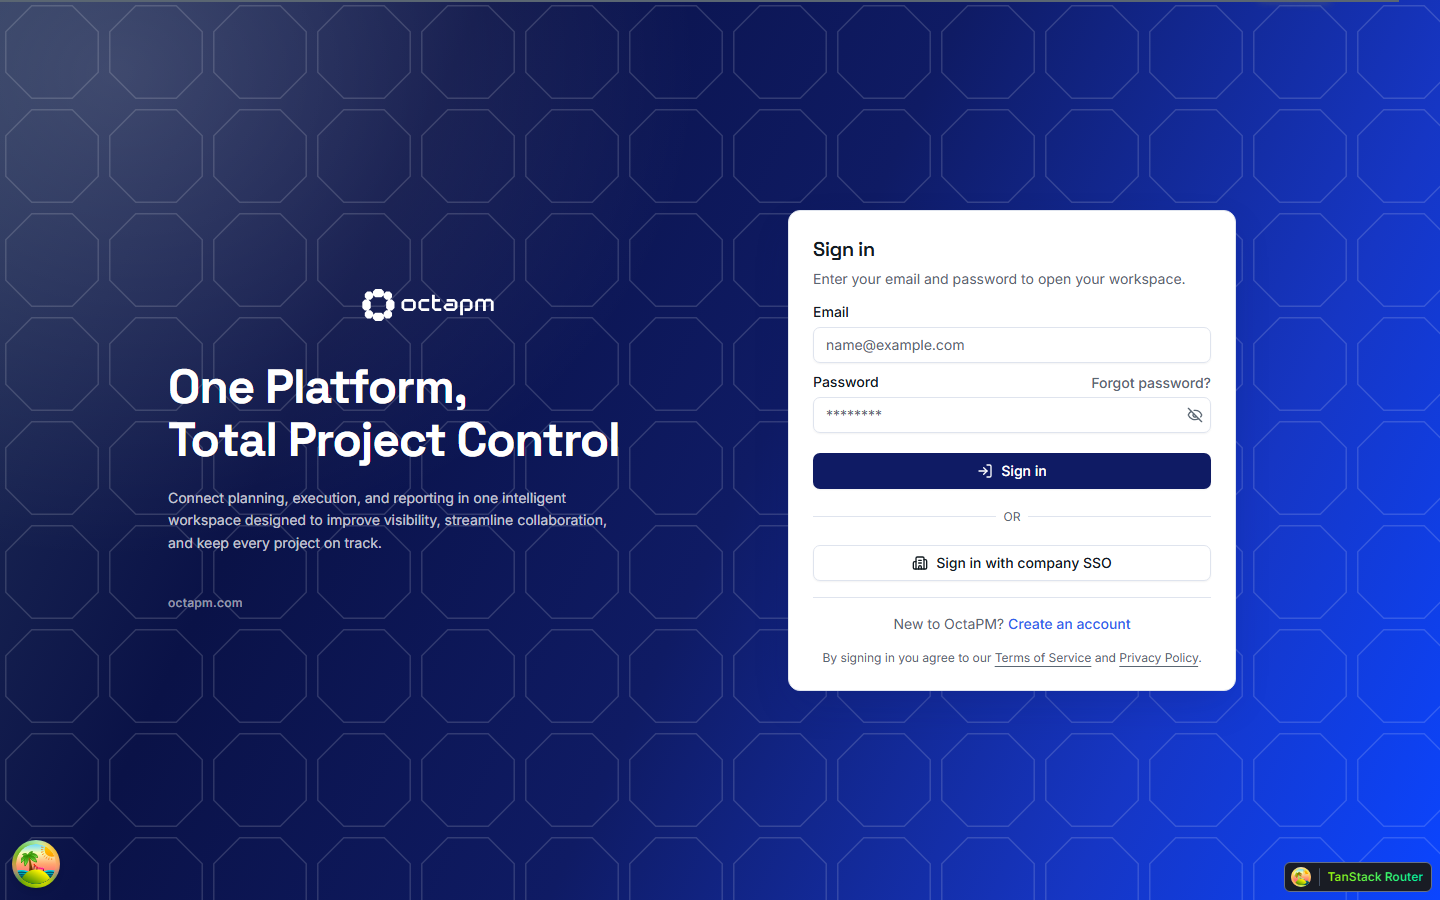 octapm
One Platform,
Total Project Control
Connect planning, execution, and reporting in one intelligent
workspace designed to improve visibility, streamline collaboration,
and keep every project on track.
octapm.com
Sign in
Enter your email and password to open your workspace.
Email
name@example.com
Password
Forgot password?
********
Sign in
OR
Sign in with company SSO
New to OctaPM? Create an account
By signing in you agree to our Terms of Service and Privacy Policy.
TanStack Router